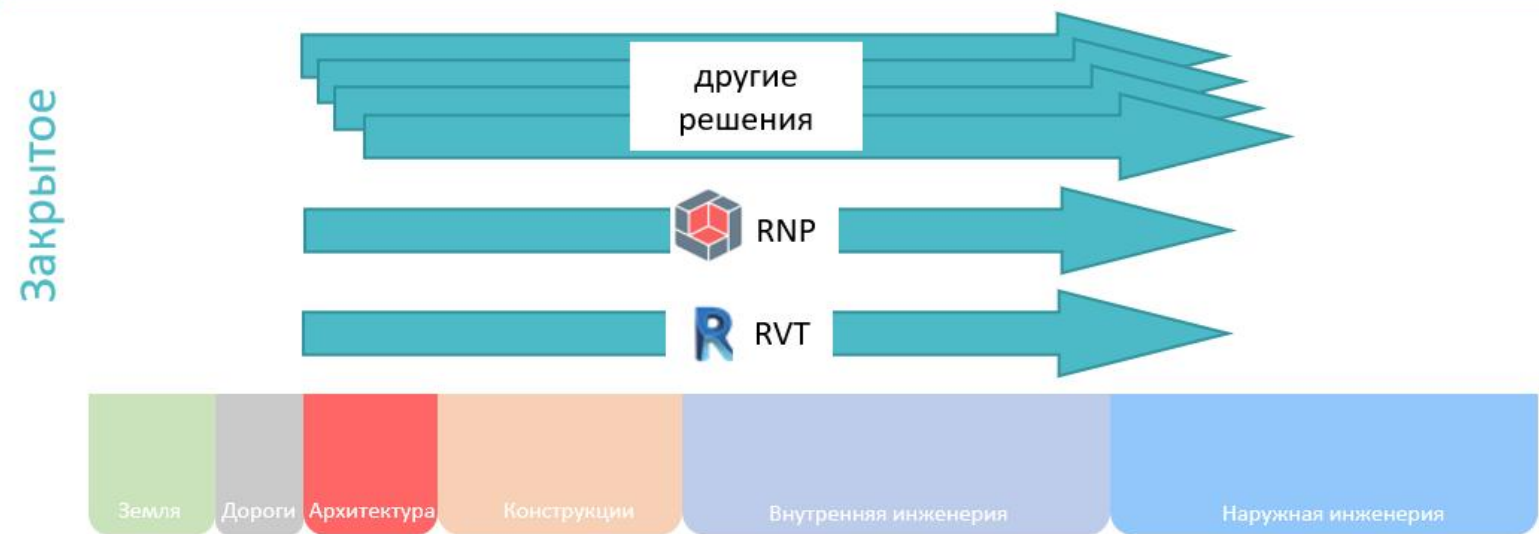 Закрытое
другие
решения
RNP
RVT
Земля
Дороги
Архитектура
Конструкции
Внутренняя инженерия
Наружная инженерия